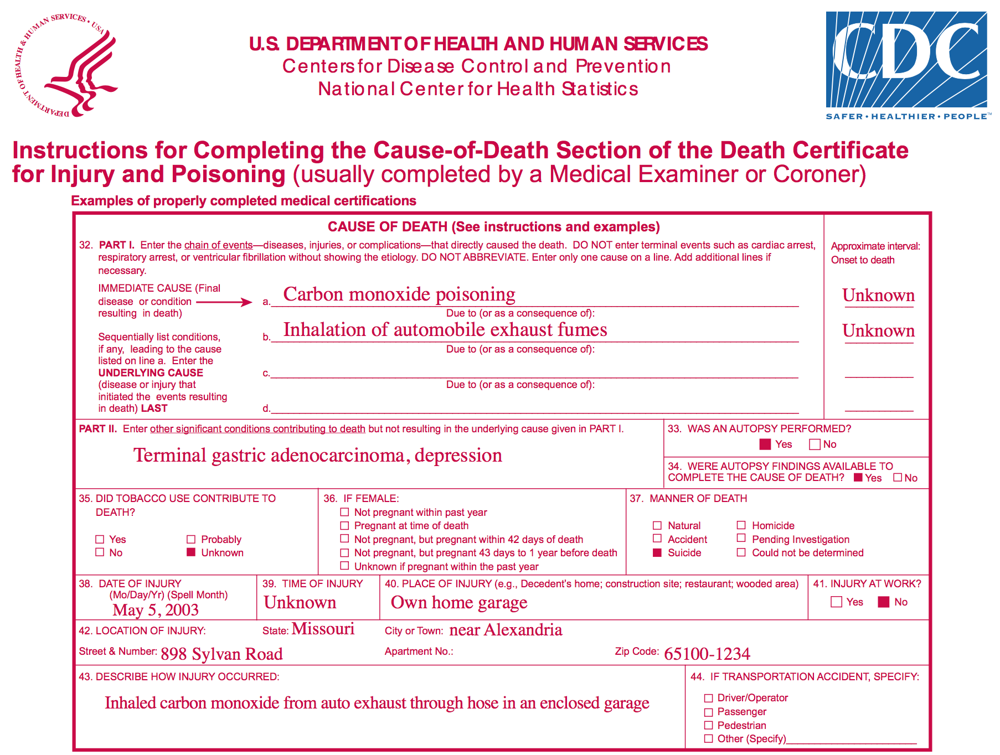 DEPARTMENT OF HEALTH & HUMAN SERVICES • USA
U.S. DEPARTMENT OF HEALTH AND HUMAN SERVICES
Centers for Disease Control and Prevention
National Center for Health Statistics
CDC
SAFER • HEALTHIER • PEOPLE™
Instructions for Completing the Cause-of-Death Section of the Death Certificate
for Injury and Poisoning (usually completed by a Medical Examiner or Coroner)
Examples of properly completed medical certifications
CAUSE OF DEATH (See instructions and examples)
32. PART I. Enter the chain of events—diseases, injuries, or complications—that directly caused the death. DO NOT enter terminal events such as cardiac arrest,
respiratory arrest, or ventricular fibrillation without showing the etiology. DO NOT ABBREVIATE. Enter only one cause on a line. Add additional lines if
necessary.
Approximate interval:
Onset to death
IMMEDIATE CAUSE (Final
disease or condition
resulting in death)
a. Carbon monoxide poisoning
Unknown
Due to (or as a consequence of):
Sequentially list conditions,
if any, leading to the cause
listed on line a. Enter the
UNDERLYING CAUSE
(disease or injury that
initiated the events resulting
in death) LAST
b. Inhalation of automobile exhaust fumes
Unknown
Due to (or as a consequence of):
c.
Due to (or as a consequence of):
d.
PART II. Enter other significant conditions contributing to death but not resulting in the underlying cause given in PART I.
Terminal gastric adenocarcinoma, depression
33. WAS AN AUTOPSY PERFORMED?
Yes No
34. WERE AUTOPSY FINDINGS AVAILABLE TO
COMPLETE THE CAUSE OF DEATH? Yes No
35. DID TOBACCO USE CONTRIBUTE TO
DEATH?
Yes Probably
No Unknown
36. IF FEMALE:
Not pregnant within past year
Pregnant at time of death
Not pregnant, but pregnant within 42 days of death
Not pregnant, but pregnant 43 days to 1 year before death
Unknown if pregnant within the past year
37. MANNER OF DEATH
Natural Homicide
Accident Pending Investigation
Suicide Could not be determined
38. DATE OF INJURY
(Mo/Day/Yr) (Spell Month)
May 5, 2003
39. TIME OF INJURY
Unknown
40. PLACE OF INJURY (e.g., Decedent's home; construction site; restaurant; wooded area)
Own home garage
41. INJURY AT WORK?
Yes No
42. LOCATION OF INJURY: State: Missouri City or Town: near Alexandria
Street & Number: 898 Sylvan Road Apartment No.: Zip Code: 65100-1234
43. DESCRIBE HOW INJURY OCCURRED:
Inhaled carbon monoxide from auto exhaust through hose in an enclosed garage
44. IF TRANSPORTATION ACCIDENT, SPECIFY:
Driver/Operator
Passenger
Pedestrian
Other (Specify)